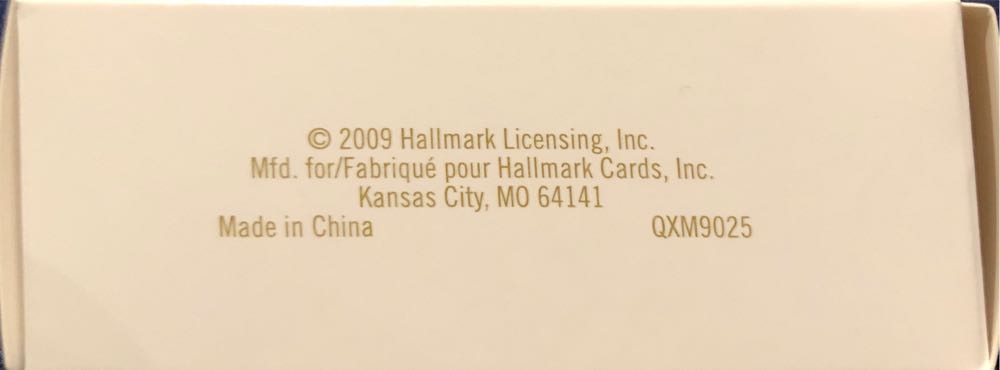 © 2009 Hallmark Licensing, Inc.
Mfd. for/Fabriqué pour Hallmark Cards, Inc.
Kansas City, MO 64141
Made in China QXM9025